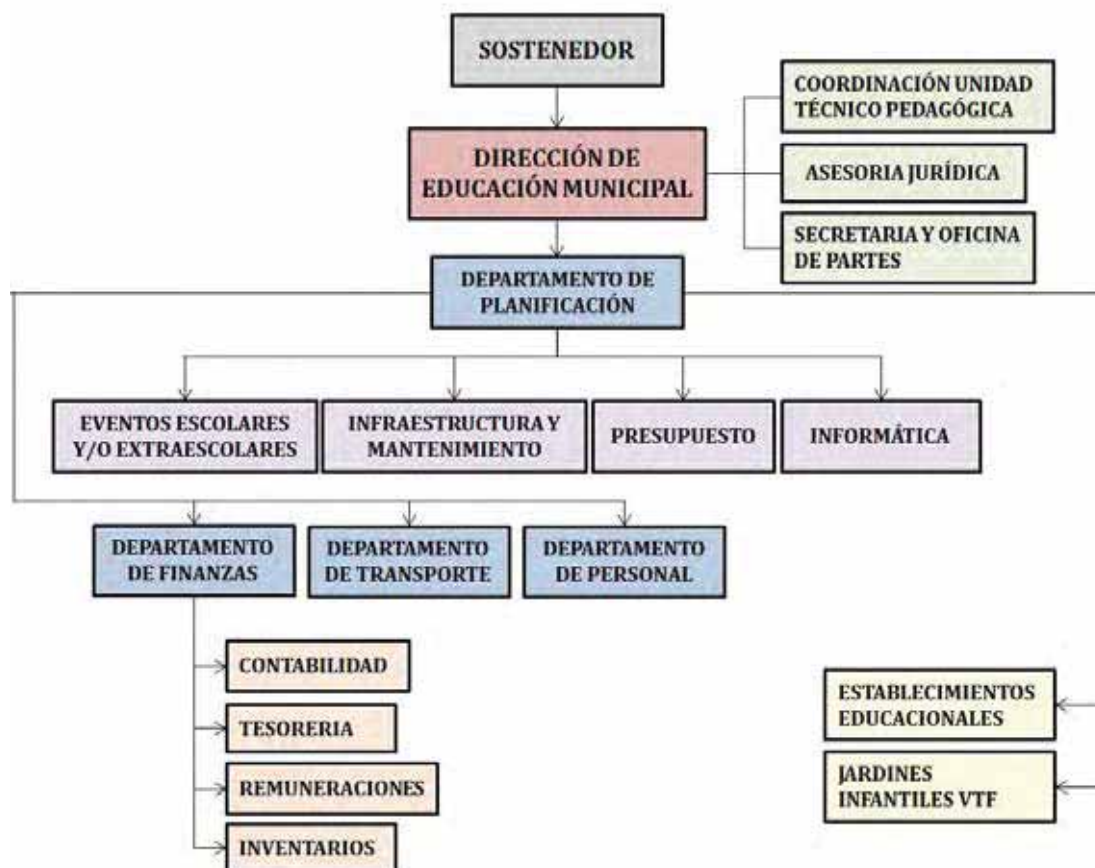 SOSTENEDOR
COORDINACIÓN UNIDAD
TÉCNICO PEDAGÓGICA
DIRECCIÓN DE
EDUCACIÓN MUNICIPAL
ASESORIA JURÍDICA
SECRETARIA Y OFICINA
DE PARTES
DEPARTAMENTO DE
PLANIFICACIÓN
EVENTOS ESCOLARES
Y/O EXTRAESCOLARES
INFRAESTRUCTURA Y
MANTENIMIENTO
PRESUPUESTO
INFORMÁTICA
DEPARTAMENTO
DE FINANZAS
DEPARTAMENTO
DE TRANSPORTE
DEPARTAMENTO
DE PERSONAL
CONTABILIDAD
TESORERIA
REMUNERACIONES
INVENTARIOS
ESTABLECIMIENTOS
EDUCACIONALES
JARDINES
INFANTILES VTF